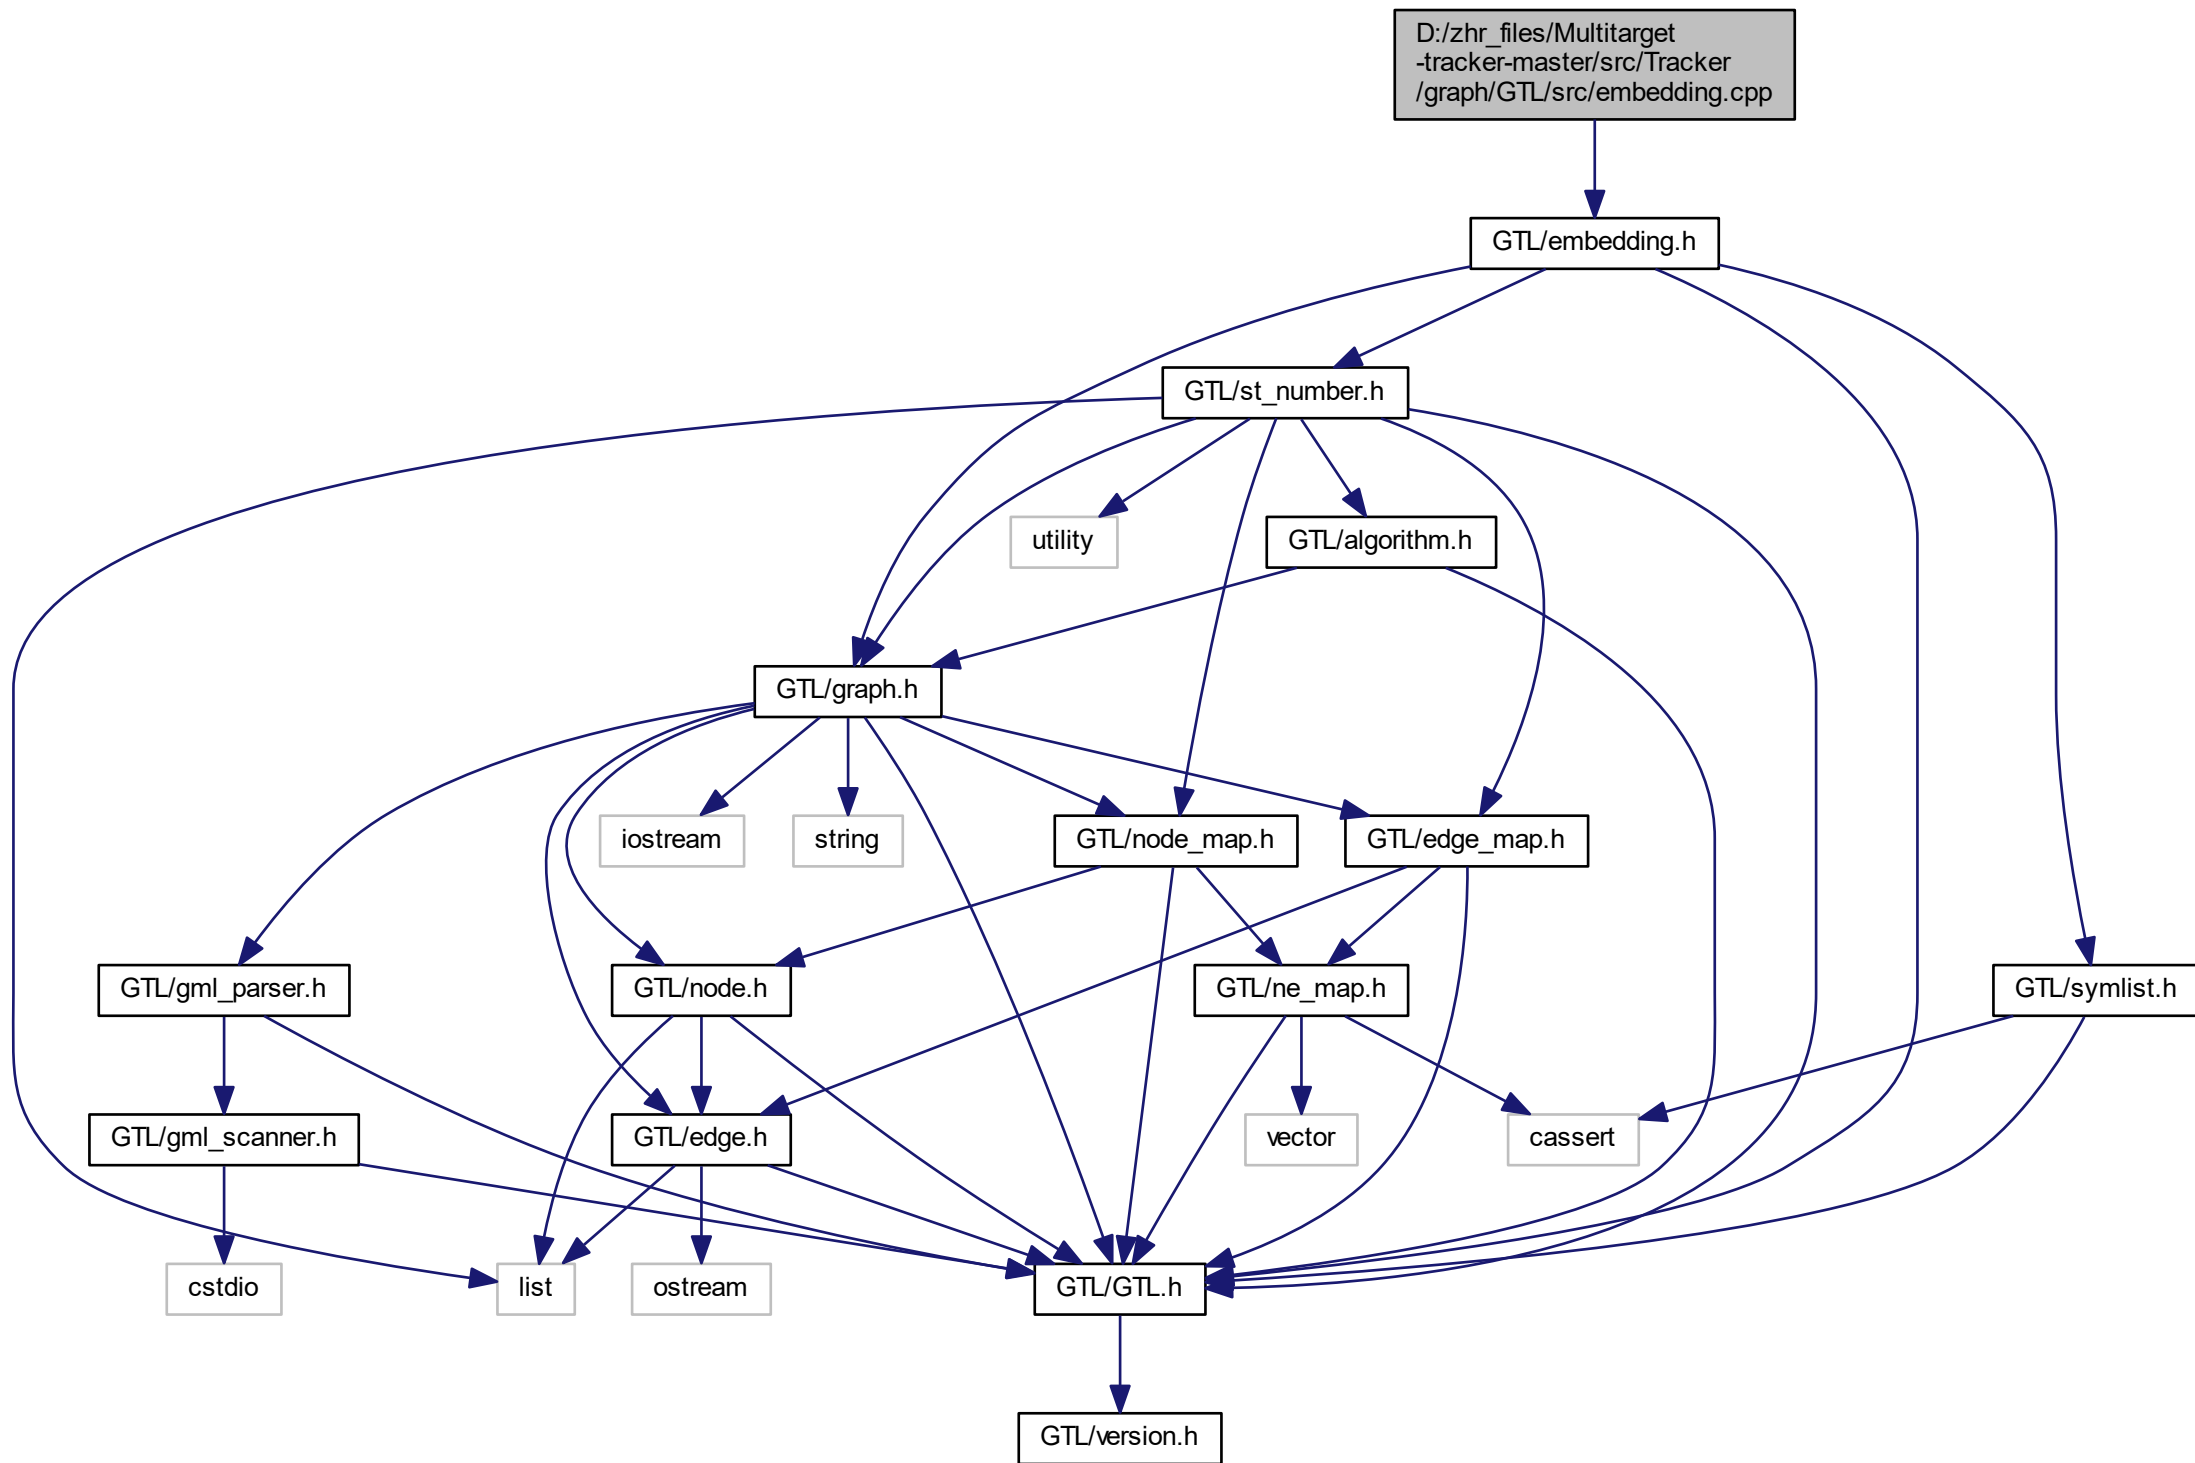 D:/zhr_files/Multitarget
-tracker-master/src/Tracker
/graph/GTL/src/embedding.cpp
GTL/embedding.h
GTL/st_number.h
utility
GTL/algorithm.h
GTL/graph.h
iostream
string
GTL/node_map.h
GTL/edge_map.h
GTL/gml_parser.h
GTL/node.h
GTL/ne_map.h
GTL/symlist.h
GTL/gml_scanner.h
GTL/edge.h
vector
cassert
cstdio
list
ostream
GTL/GTL.h
GTL/version.h